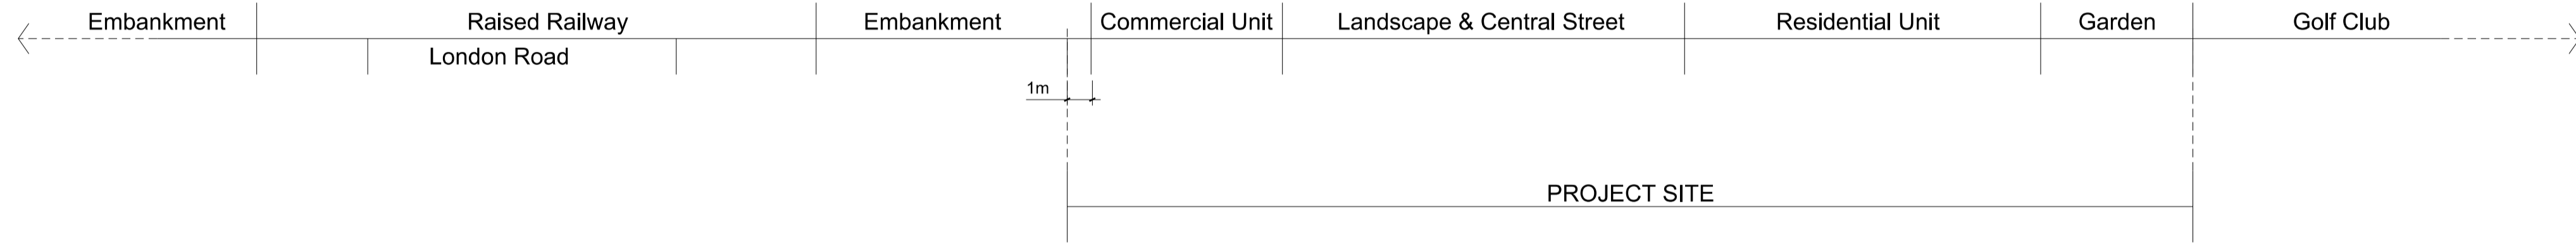 Embankment Raised Railway Embankment Commercial Unit Landscape & Central Street Residential Unit Garden Golf Club
London Road
1m
PROJECT SITE